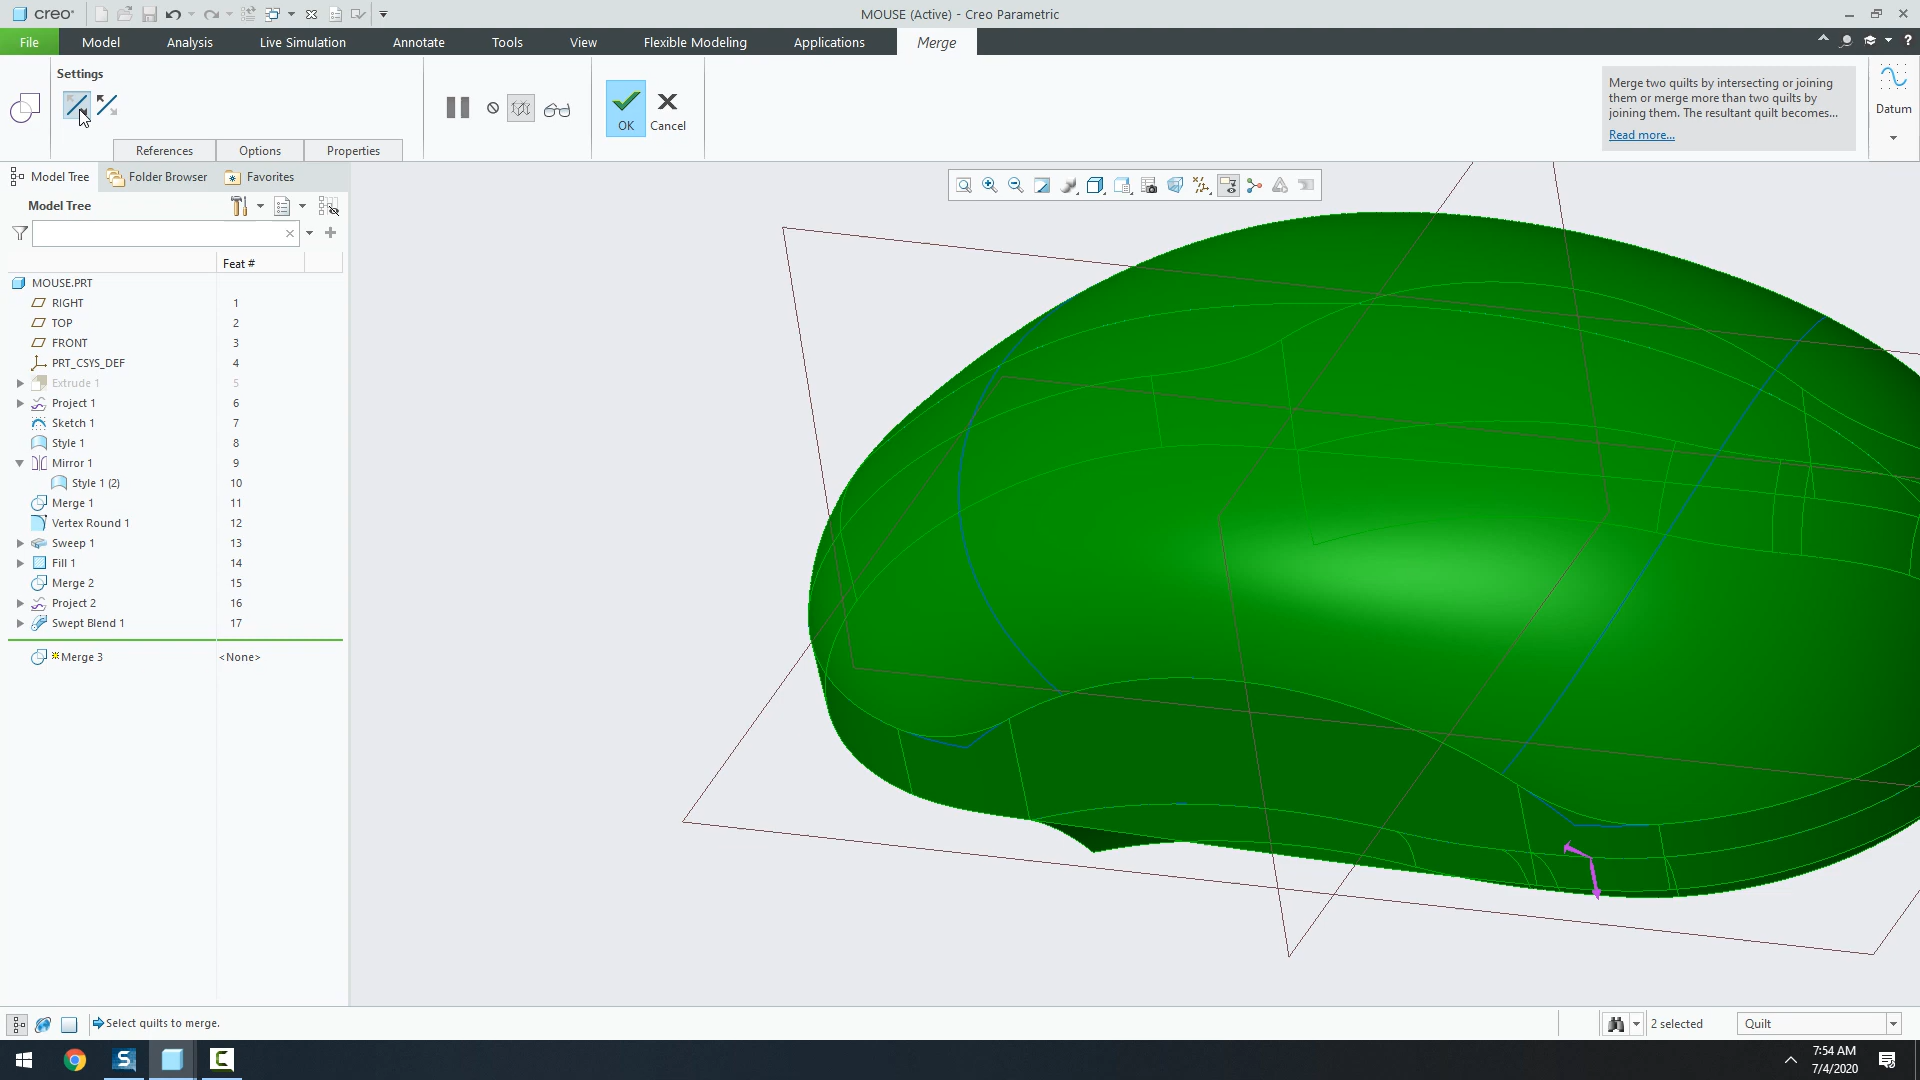 creo
MOUSE (Active) - Creo Parametric
File
Model
Analysis
Live Simulation
Annotate
Tools
View
Flexible Modeling
Applications
Merge
?
Settings
OK
Cancel
References
Options
Properties
Merge two quilts by intersecting or joining
them or merge more than two quilts by
joining them. The resultant quilt becomes...
Read more...
Datum
Model Tree
Folder Browser
Favorites
Model Tree
Feat #
MOUSE.PRT
RIGHT 1
TOP 2
FRONT 3
PRT_CSYS_DEF 4
Extrude 1 5
Project 1 6
Sketch 1 7
Style 1 8
Mirror 1 9
Style 1 (2) 10
Merge 1 11
Vertex Round 1 12
Sweep 1 13
Fill 1 14
Merge 2 15
Project 2 16
Swept Blend 1 17
Merge 3 <None>
Select quilts to merge.
2 selected
Quilt
S
C
7:54 AM
7/4/2020